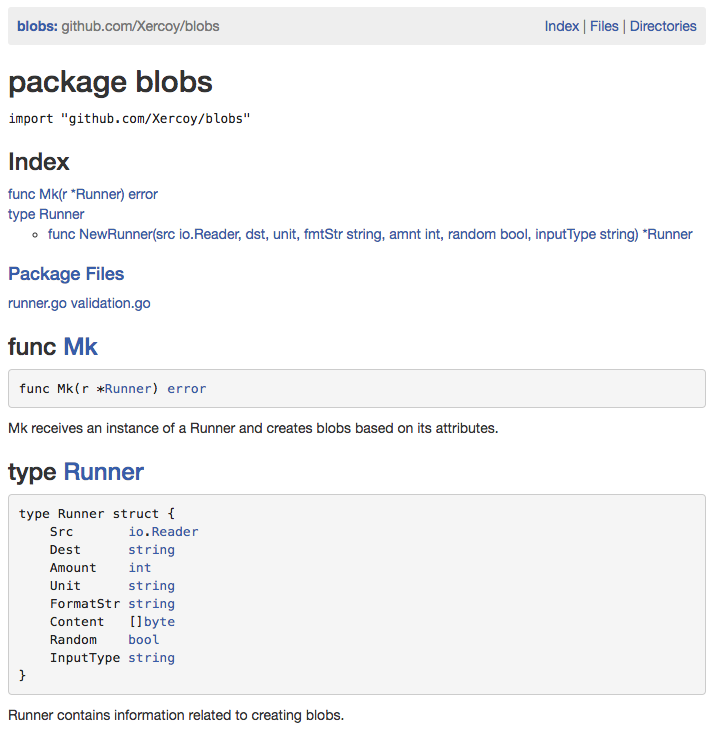 blobs: github.com/Xercoy/blobs Index | Files | Directories
package blobs
import "github.com/Xercoy/blobs"
Index
func Mk(r *Runner) error
type Runner
◦ func NewRunner(src io.Reader, dst, unit, fmtStr string, amnt int, random bool, inputType string) *Runner
Package Files
runner.go validation.go
func Mk
func Mk(r *Runner) error
Mk receives an instance of a Runner and creates blobs based on its attributes.
type Runner
type Runner struct {
    Src       io.Reader
    Dest      string
    Amount    int
    Unit      string
    FormatStr string
    Content   []byte
    Random    bool
    InputType string
}
Runner contains information related to creating blobs.